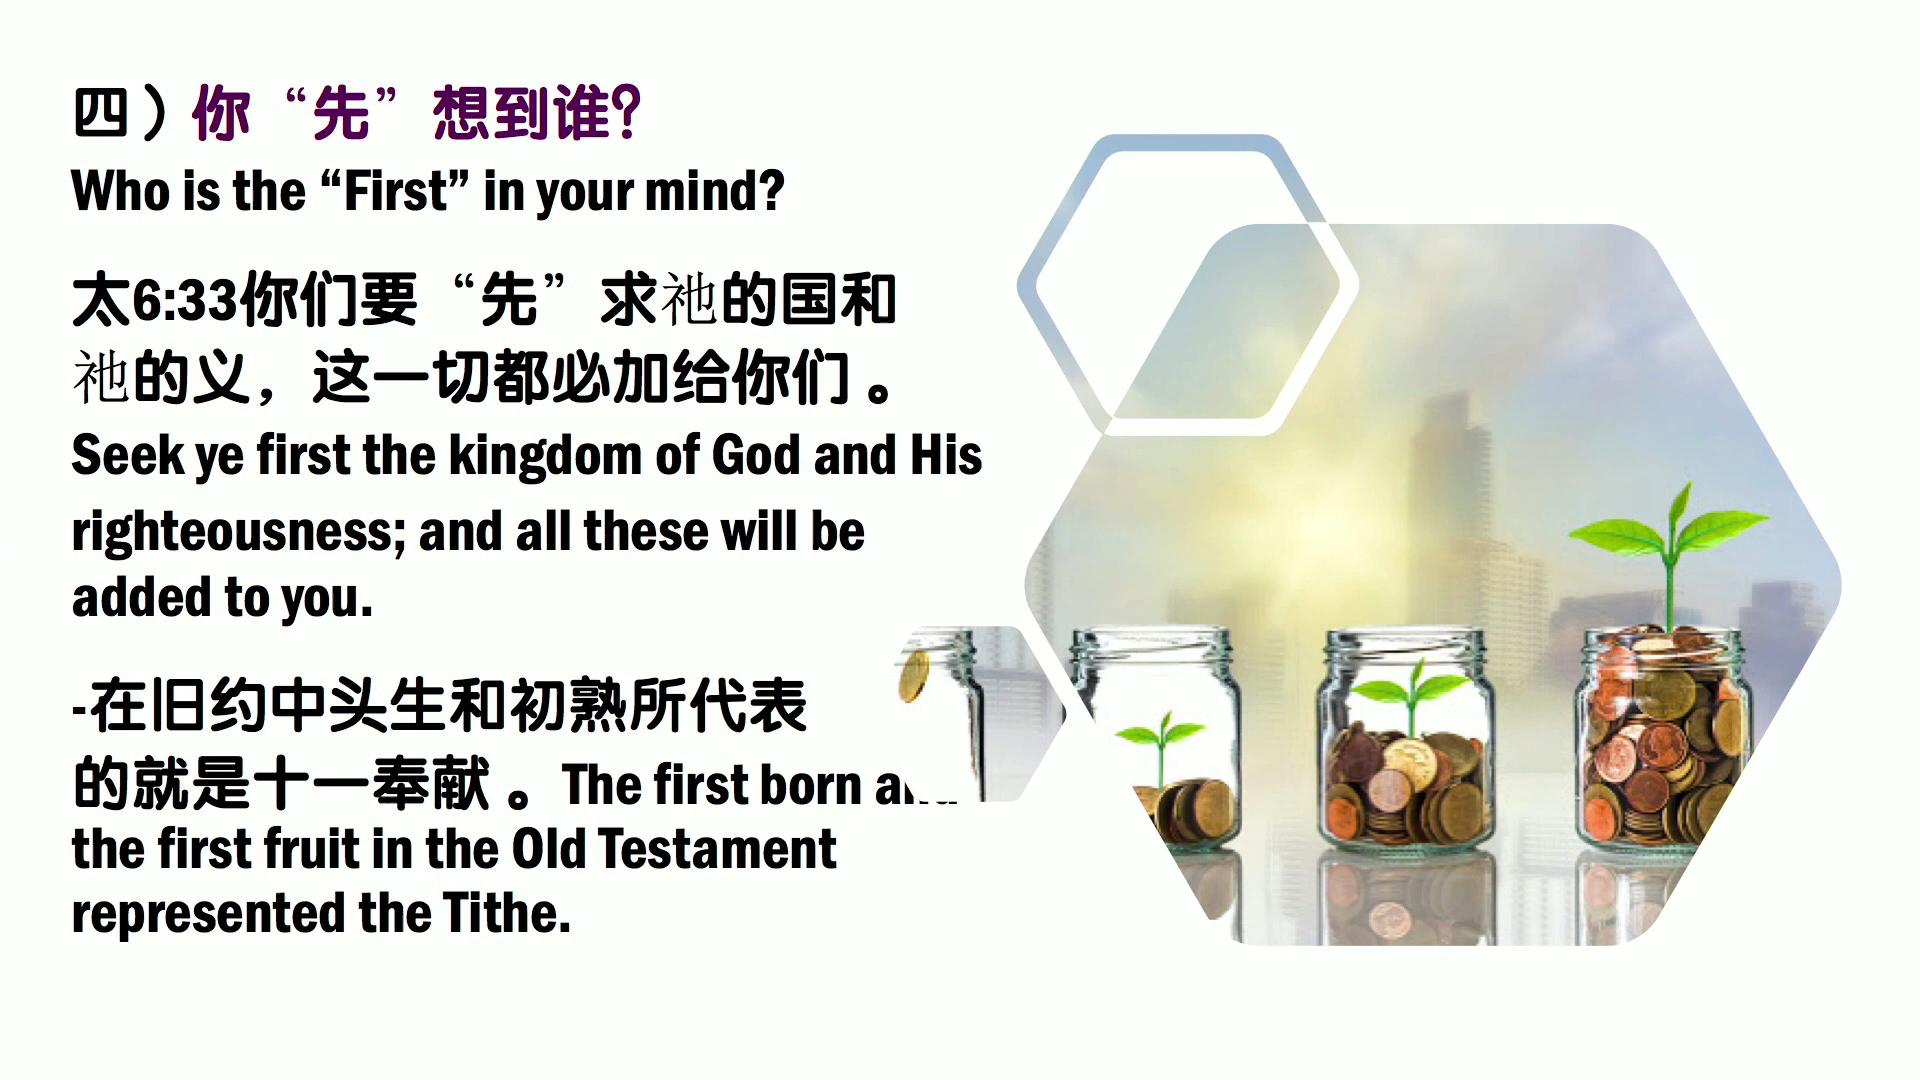 四）你“先”想到谁？
Who is the “First” in your mind?
太6:33你们要“先”求祂的国和
祂的义，这一切都必加给你们。
Seek ye first the kingdom of God and His
righteousness; and all these will be
added to you.
-在旧约中头生和初熟所代表
的就是十一奉献。The first born and
the first fruit in the Old Testament
represented the Tithe.